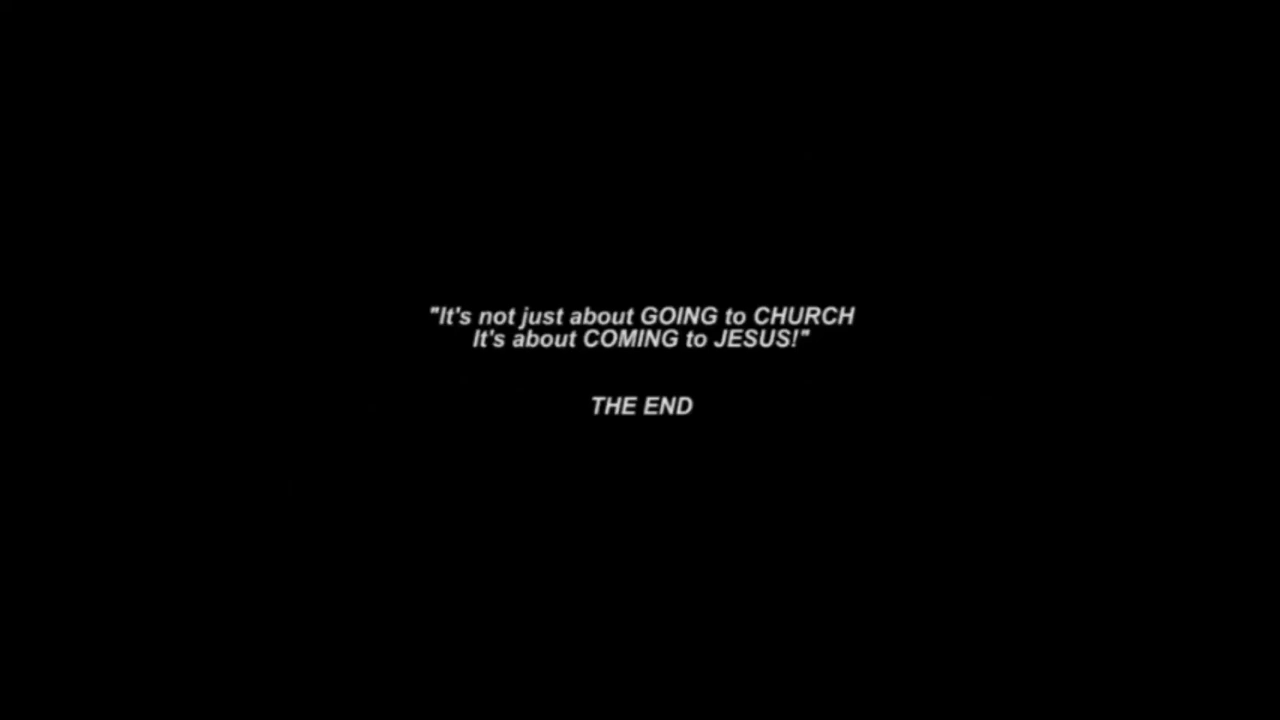 "It's not just about GOING to CHURCH
It's about COMING to JESUS!"
THE END